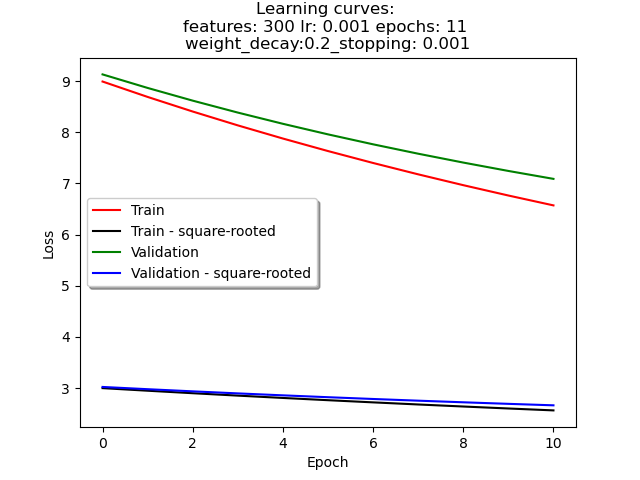 Learning curves:
features: 300 lr: 0.001 epochs: 11
weight_decay:0.2_stopping: 0.001
9
8
7
6
5
4
3
Loss
Train
Train - square-rooted
Validation
Validation - square-rooted
0 2 4 6 8 10
Epoch